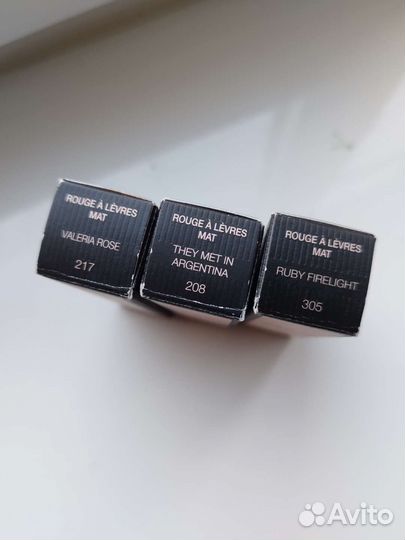 ROUGE À LÈVRES
MAT
VALERIA ROSE
217
ROUGE À LÈVRES
MAT
THEY MET IN
ARGENTINA
208
ROUGE À LÈVRES
MAT
RUBY FIRELIGHT
305
Avito